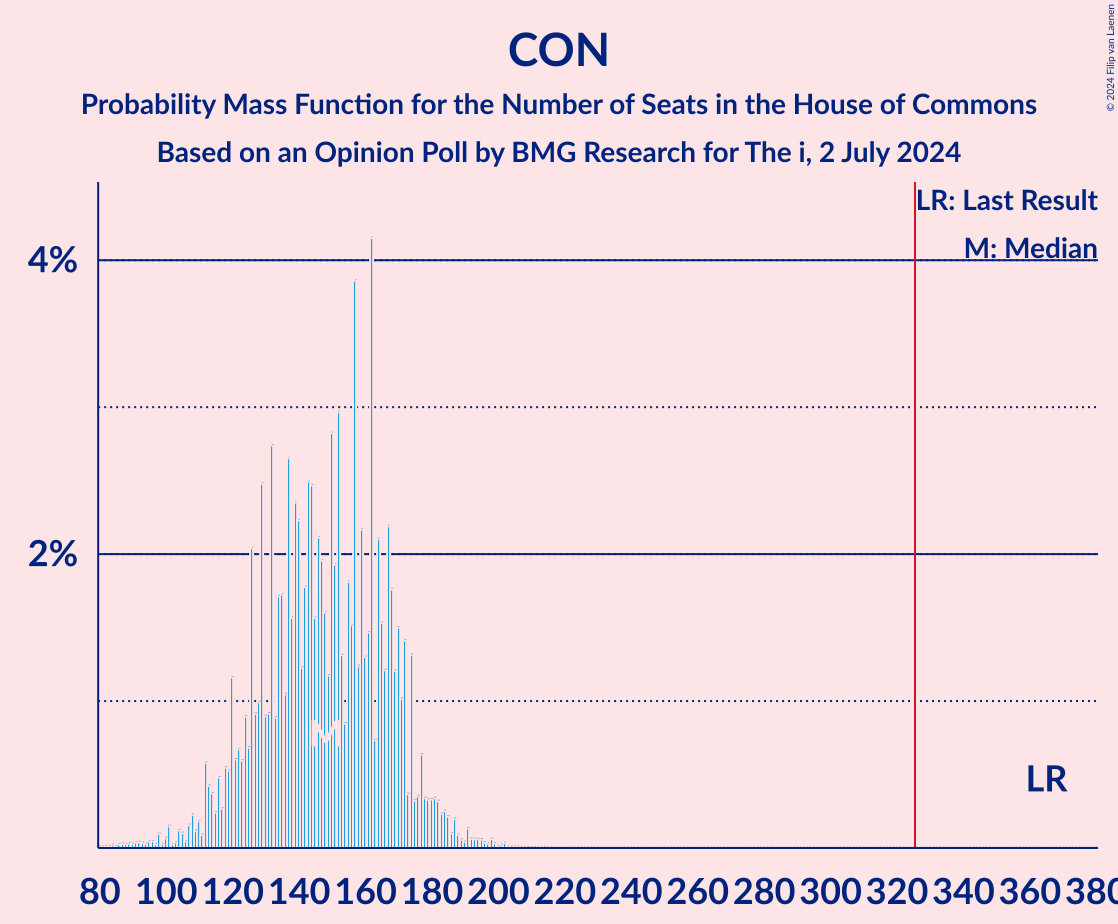 CON
Probability Mass Function for the Number of Seats in the House of Commons
Based on an Opinion Poll by BMG Research for The i, 2 July 2024
© 2024 Filip van Laenen
LR: Last Result
M: Median
4%
2%
M
LR
80 100 120 140 160 180 200 220 240 260 280 300 320 340 360 380